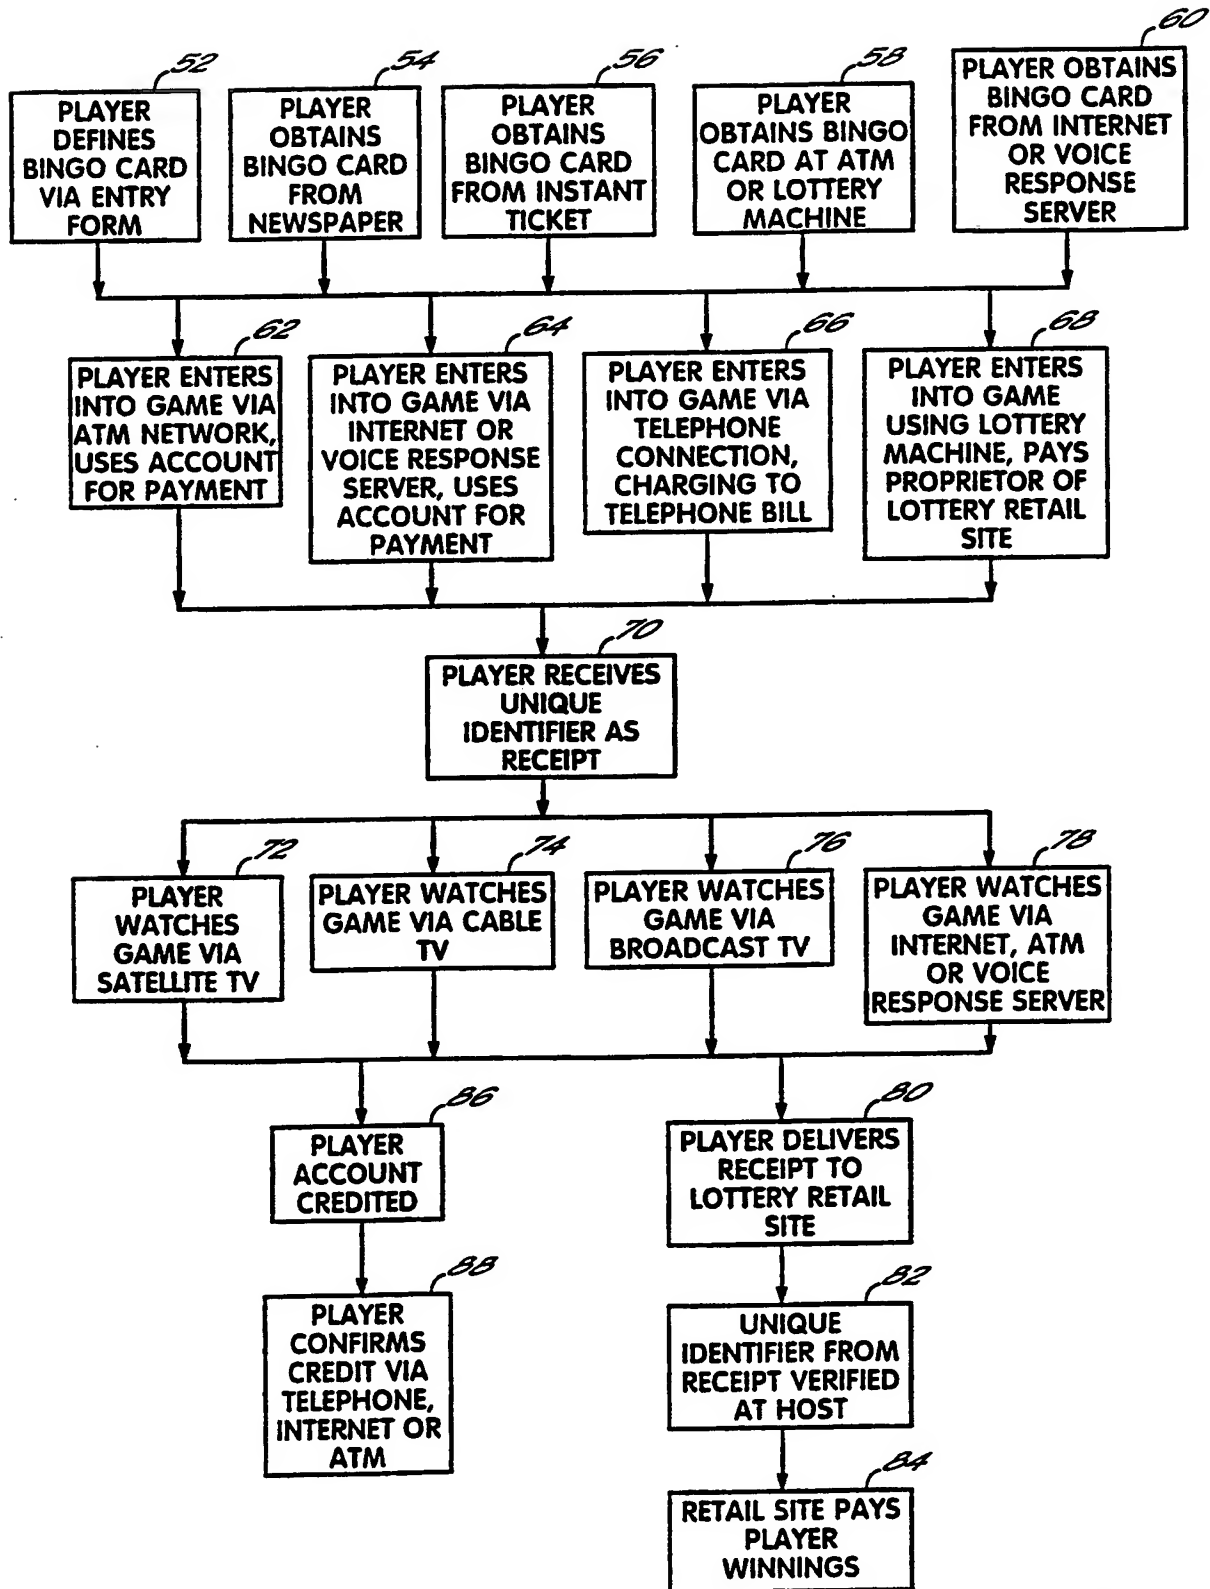 52
PLAYER
DEFINES
BINGO CARD
VIA ENTRY
FORM
54
PLAYER
OBTAINS
BINGO CARD
FROM
NEWSPAPER
56
PLAYER
OBTAINS
BINGO CARD
FROM INSTANT
TICKET
58
PLAYER
OBTAINS BINGO
CARD AT ATM
OR LOTTERY
MACHINE
60
PLAYER OBTAINS
BINGO CARD
FROM INTERNET
OR VOICE
RESPONSE
SERVER
62
PLAYER ENTERS
INTO GAME VIA
ATM NETWORK,
USES ACCOUNT
FOR PAYMENT
64
PLAYER ENTERS
INTO GAME VIA
INTERNET OR
VOICE RESPONSE
SERVER, USES
ACCOUNT FOR
PAYMENT
66
PLAYER ENTERS
INTO GAME VIA
TELEPHONE
CONNECTION,
CHARGING TO
TELEPHONE BILL
68
PLAYER ENTERS
INTO GAME
USING LOTTERY
MACHINE, PAYS
PROPRIETOR OF
LOTTERY RETAIL
SITE
70
PLAYER RECEIVES
UNIQUE
IDENTIFIER AS
RECEIPT
72
PLAYER
WATCHES
GAME VIA
SATELLITE TV
74
PLAYER WATCHES
GAME VIA CABLE
TV
76
PLAYER WATCHES
GAME VIA
BROADCAST TV
78
PLAYER WATCHES
GAME VIA
INTERNET, ATM
OR VOICE
RESPONSE SERVER
86
PLAYER
ACCOUNT
CREDITED
88
PLAYER
CONFIRMS
CREDIT VIA
TELEPHONE,
INTERNET OR
ATM
80
PLAYER DELIVERS
RECEIPT TO
LOTTERY RETAIL
SITE
82
UNIQUE
IDENTIFIER FROM
RECEIPT VERIFIED
AT HOST
84
RETAIL SITE PAYS
PLAYER
WINNINGS